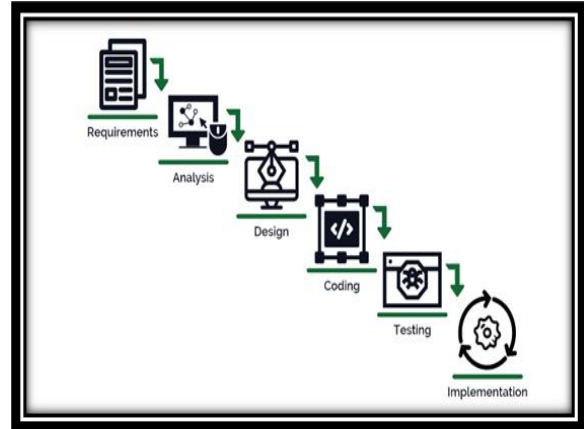 Requirements
Analysis
Design
</>
Coding
Testing
Implementation